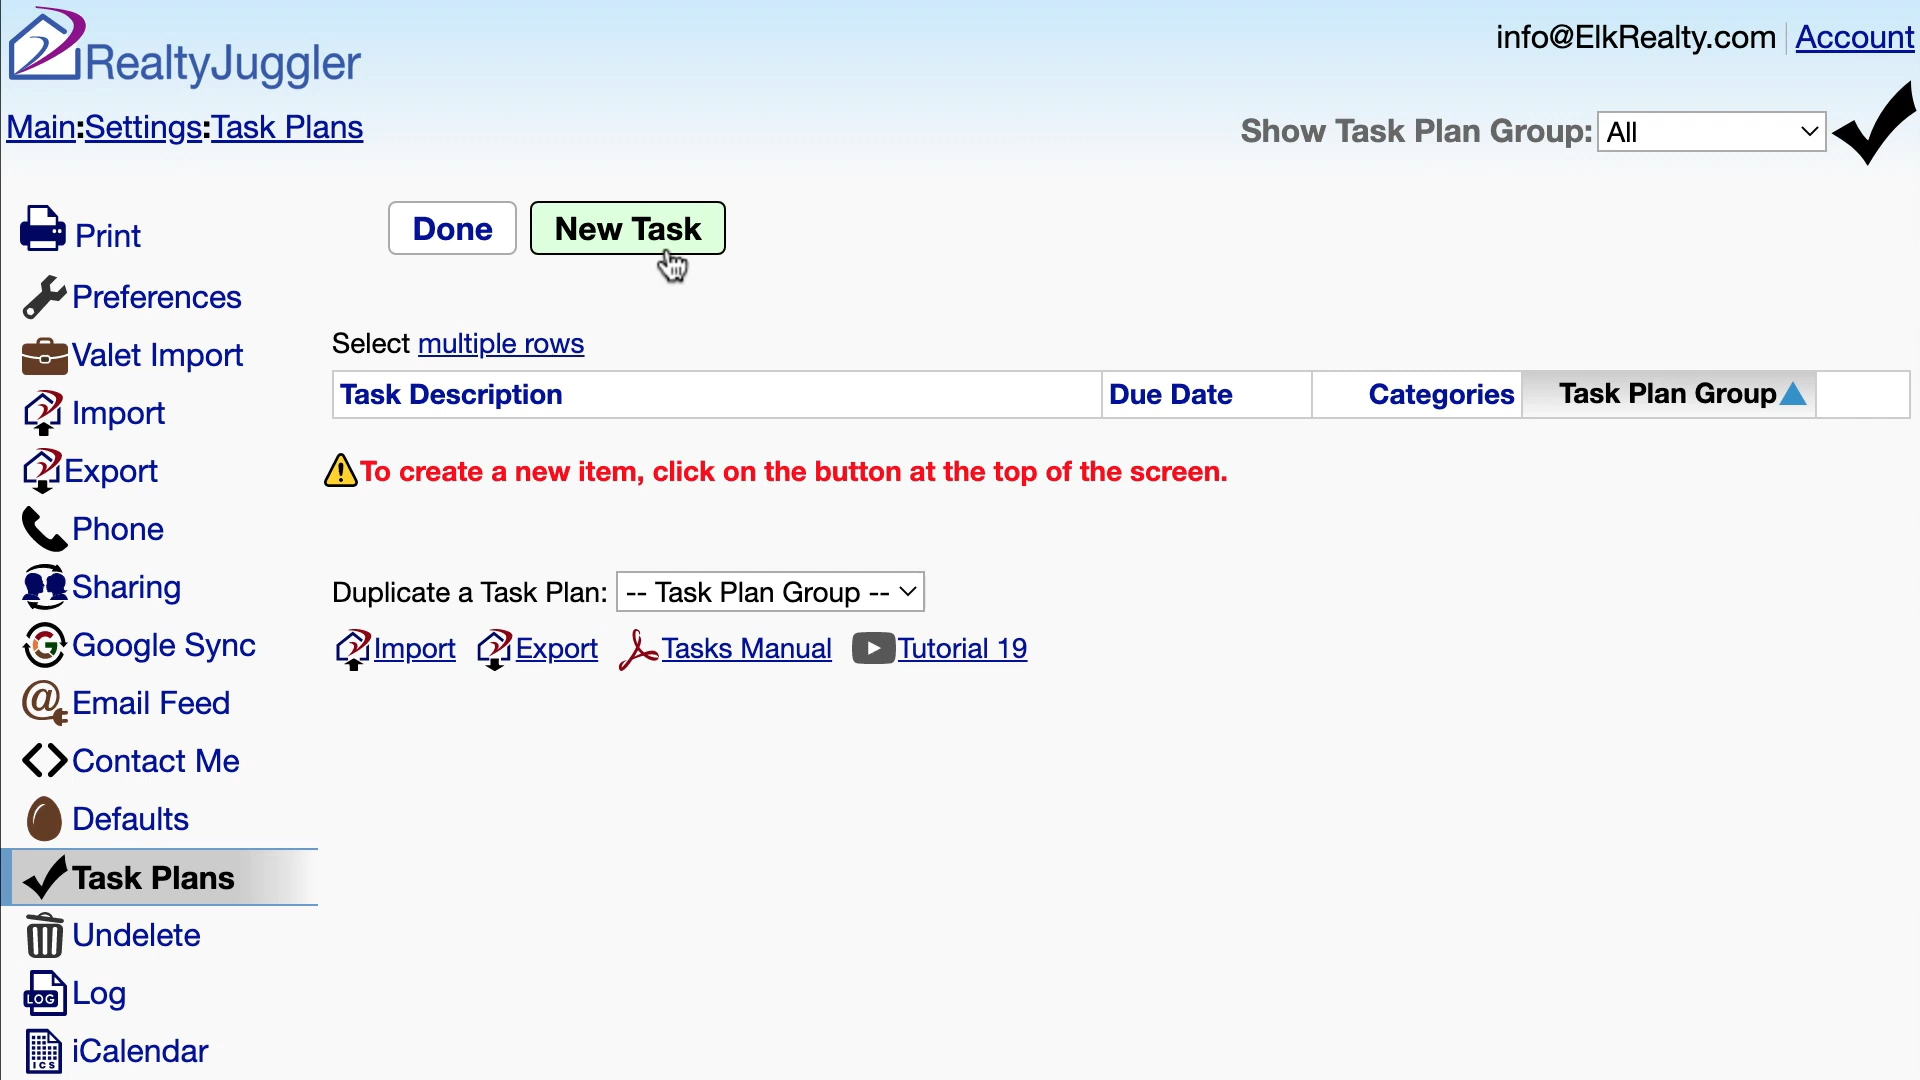 RealtyJuggler
info@ElkRealty.com Account
Main:Settings:Task Plans
Show Task Plan Group: All
Done New Task
Print
Preferences
Valet Import
Import
Export
Phone
Sharing
Google Sync
Email Feed
Contact Me
Defaults
Task Plans
Undelete
LOG Log
ICS iCalendar
Select multiple rows
Task Description Due Date Categories Task Plan Group
To create a new item, click on the button at the top of the screen.
Duplicate a Task Plan: -- Task Plan Group --
Import Export Tasks Manual Tutorial 19